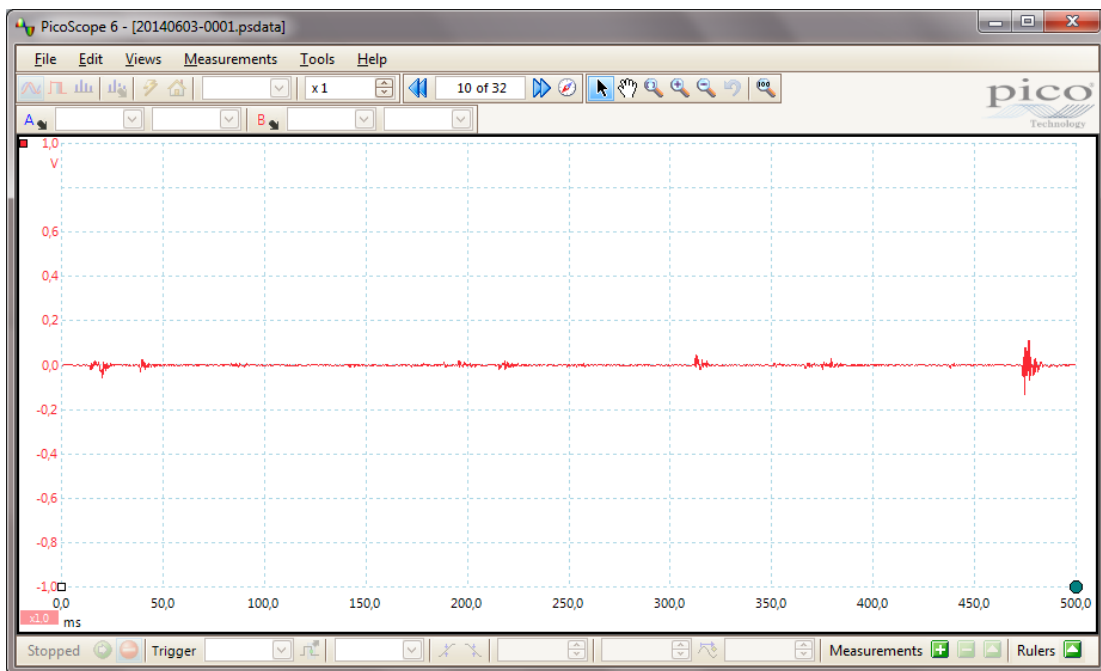 PicoScope 6 - [20140603-0001.psdata]
File Edit Views Measurements Tools Help
x 1 10 of 32
pico
Technology
A B
1,0
V
0,6
0,4
0,2
0,0
-0,2
-0,4
-0,6
-0,8
-1,0
0,0 50,0 100,0 150,0 200,0 250,0 300,0 350,0 400,0 450,0 500,0
x1.0 ms
Stopped Trigger Measurements Rulers